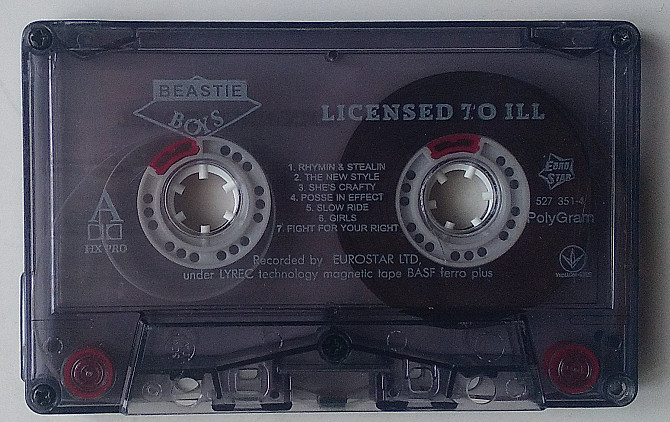 BEASTIE
BOYS
LICENSED TO ILL
1. RHYMIN & STEALIN
2. THE NEW STYLE
3. SHE'S CRAFTY
4. POSSE IN EFFECT
5. SLOW RIDE
6. GIRLS
7. FIGHT FOR YOUR RIGHT
EURO
STAR
527 351-4
PolyGram
HX PRO
Recorded by EUROSTAR LTD,
under LYREC technology magnetic tape BASF ferro plus